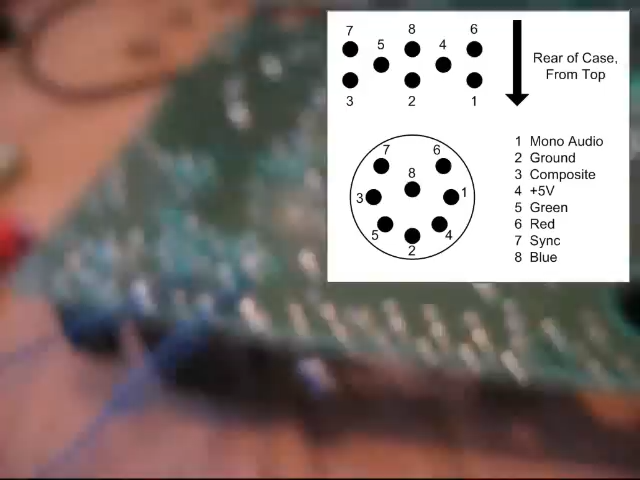 7 8 6
5 4
3 2 1
Rear of Case,
From Top
7 6
8
3 1
5 4
2
1 Mono Audio
2 Ground
3 Composite
4 +5V
5 Green
6 Red
7 Sync
8 Blue